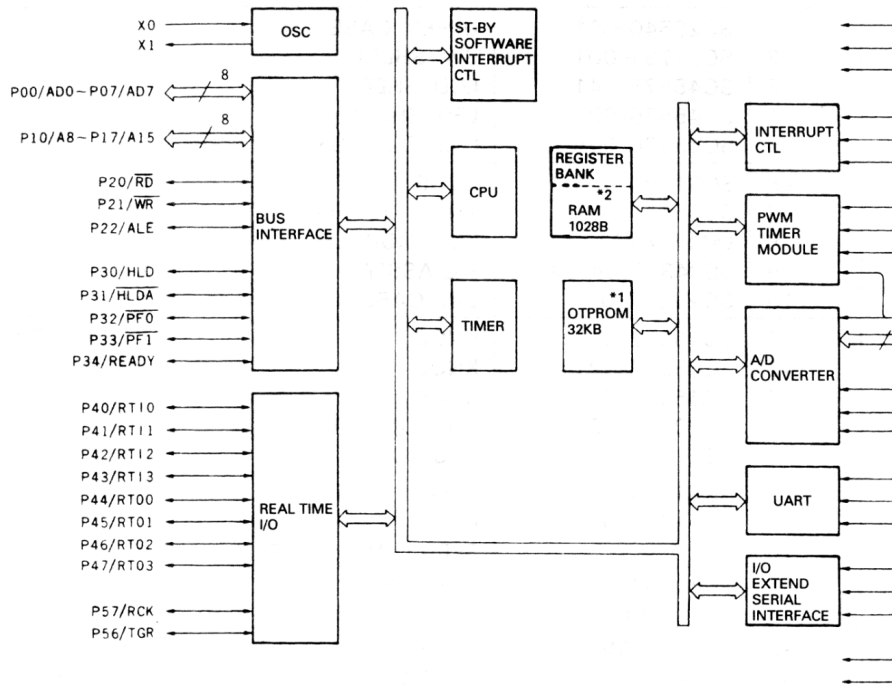 X0
X1
OSC
ST-BY
SOFTWARE
INTERRUPT
CTL
P00/AD0~P07/AD7
8
P10/A8~P17/A15
8
P20/RD
P21/WR
P22/ALE
P30/HLD
P31/HLDA
P32/PF0
P33/PF1
P34/READY
BUS
INTERFACE
CPU
TIMER
REGISTER
BANK
*2
RAM
1028B
*1
OTPROM
32KB
INTERRUPT
CTL
PWM
TIMER
MODULE
A/D
CONVERTER
UART
I/O
EXTEND
SERIAL
INTERFACE
P40/RTI0
P41/RTI1
P42/RTI2
P43/RTI3
P44/RT00
P45/RT01
P46/RT02
P47/RT03
P57/RCK
P56/TGR
REAL TIME
I/O